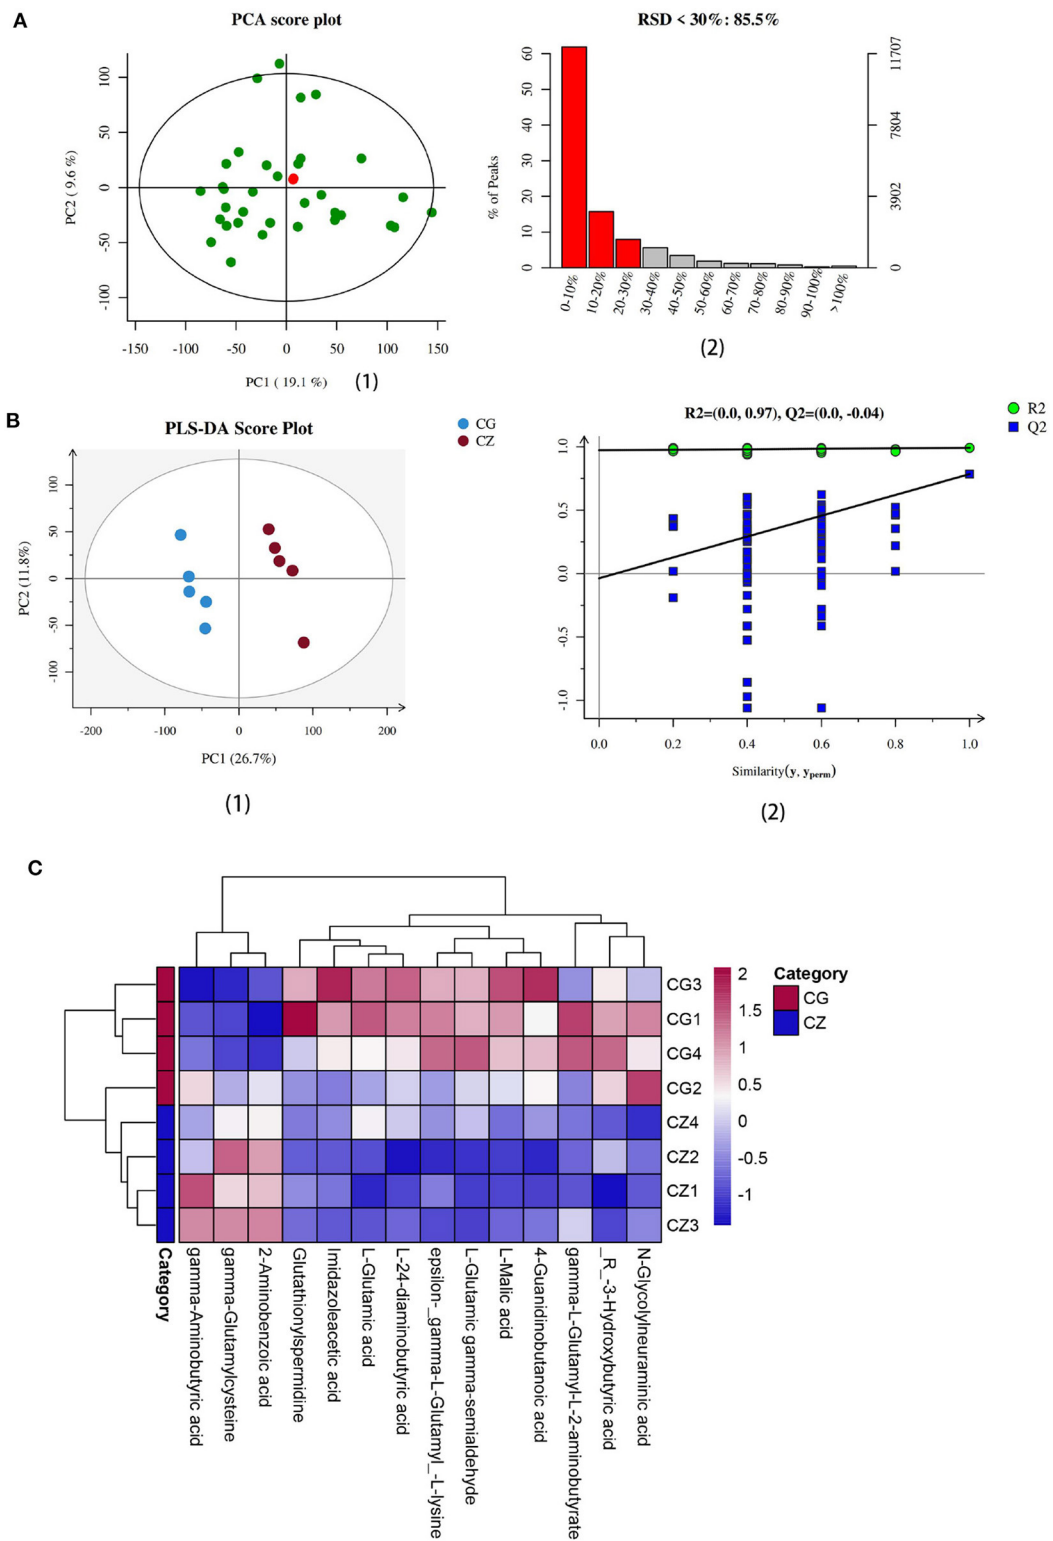 A
PCA score plot
PC2 ( 9.6 %)
100
50
0
-50
-100
-150 -100 -50 0 50 100 150
PC1 ( 19.1 %)
(1)
RSD < 30%: 85.5%
% of Peaks
60
50
40
30
20
10
0
11707
7804
3902
0
0-10%
10-20%
20-30%
30-40%
40-50%
50-60%
60-70%
70-80%
80-90%
90-100%
>100%
(2)
B
PLS-DA Score Plot
CG
CZ
PC2 (11.8%)
100
50
0
-50
-100
-200 -100 0 100 200
PC1 (26.7%)
(1)
R2=(0.0, 0.97), Q2=(0.0, -0.04)
R2
Q2
1.0
0.5
0.0
-0.5
-1.0
0.0 0.2 0.4 0.6 0.8 1.0
Similarity(y, yperm)
(2)
C
CG3
CG1
CG4
CG2
CZ4
CZ2
CZ1
CZ3
2
1.5
1
0.5
0
-0.5
-1
Category
CG
CZ
Category
gamma-Aminobutyric acid
gamma-Glutamylcysteine
2-Aminobenzoic acid
Glutathionylspermidine
Imidazoleacetic acid
L-Glutamic acid
L-24-diaminobutyric acid
epsilon-_gamma-L-Glutamyl_-L-lysine
L-Glutamic gamma-semialdehyde
L-Malic acid
4-Guanidinobutanoic acid
gamma-L-Glutamyl-L-2-aminobutyrate
_R_-3-Hydroxybutyric acid
N-Glycolylneuraminic acid